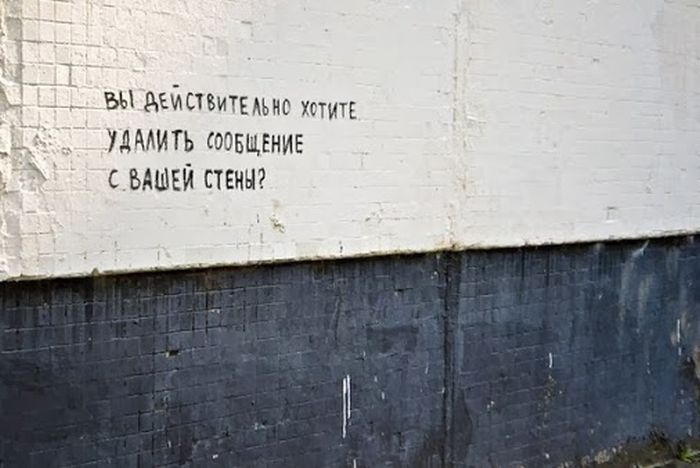 ВЫ ДЕЙСТВИТЕЛЬНО ХОТИТЕ
УДАЛИТЬ СООБЩЕНИЕ
С ВАШЕЙ СТЕНЫ?